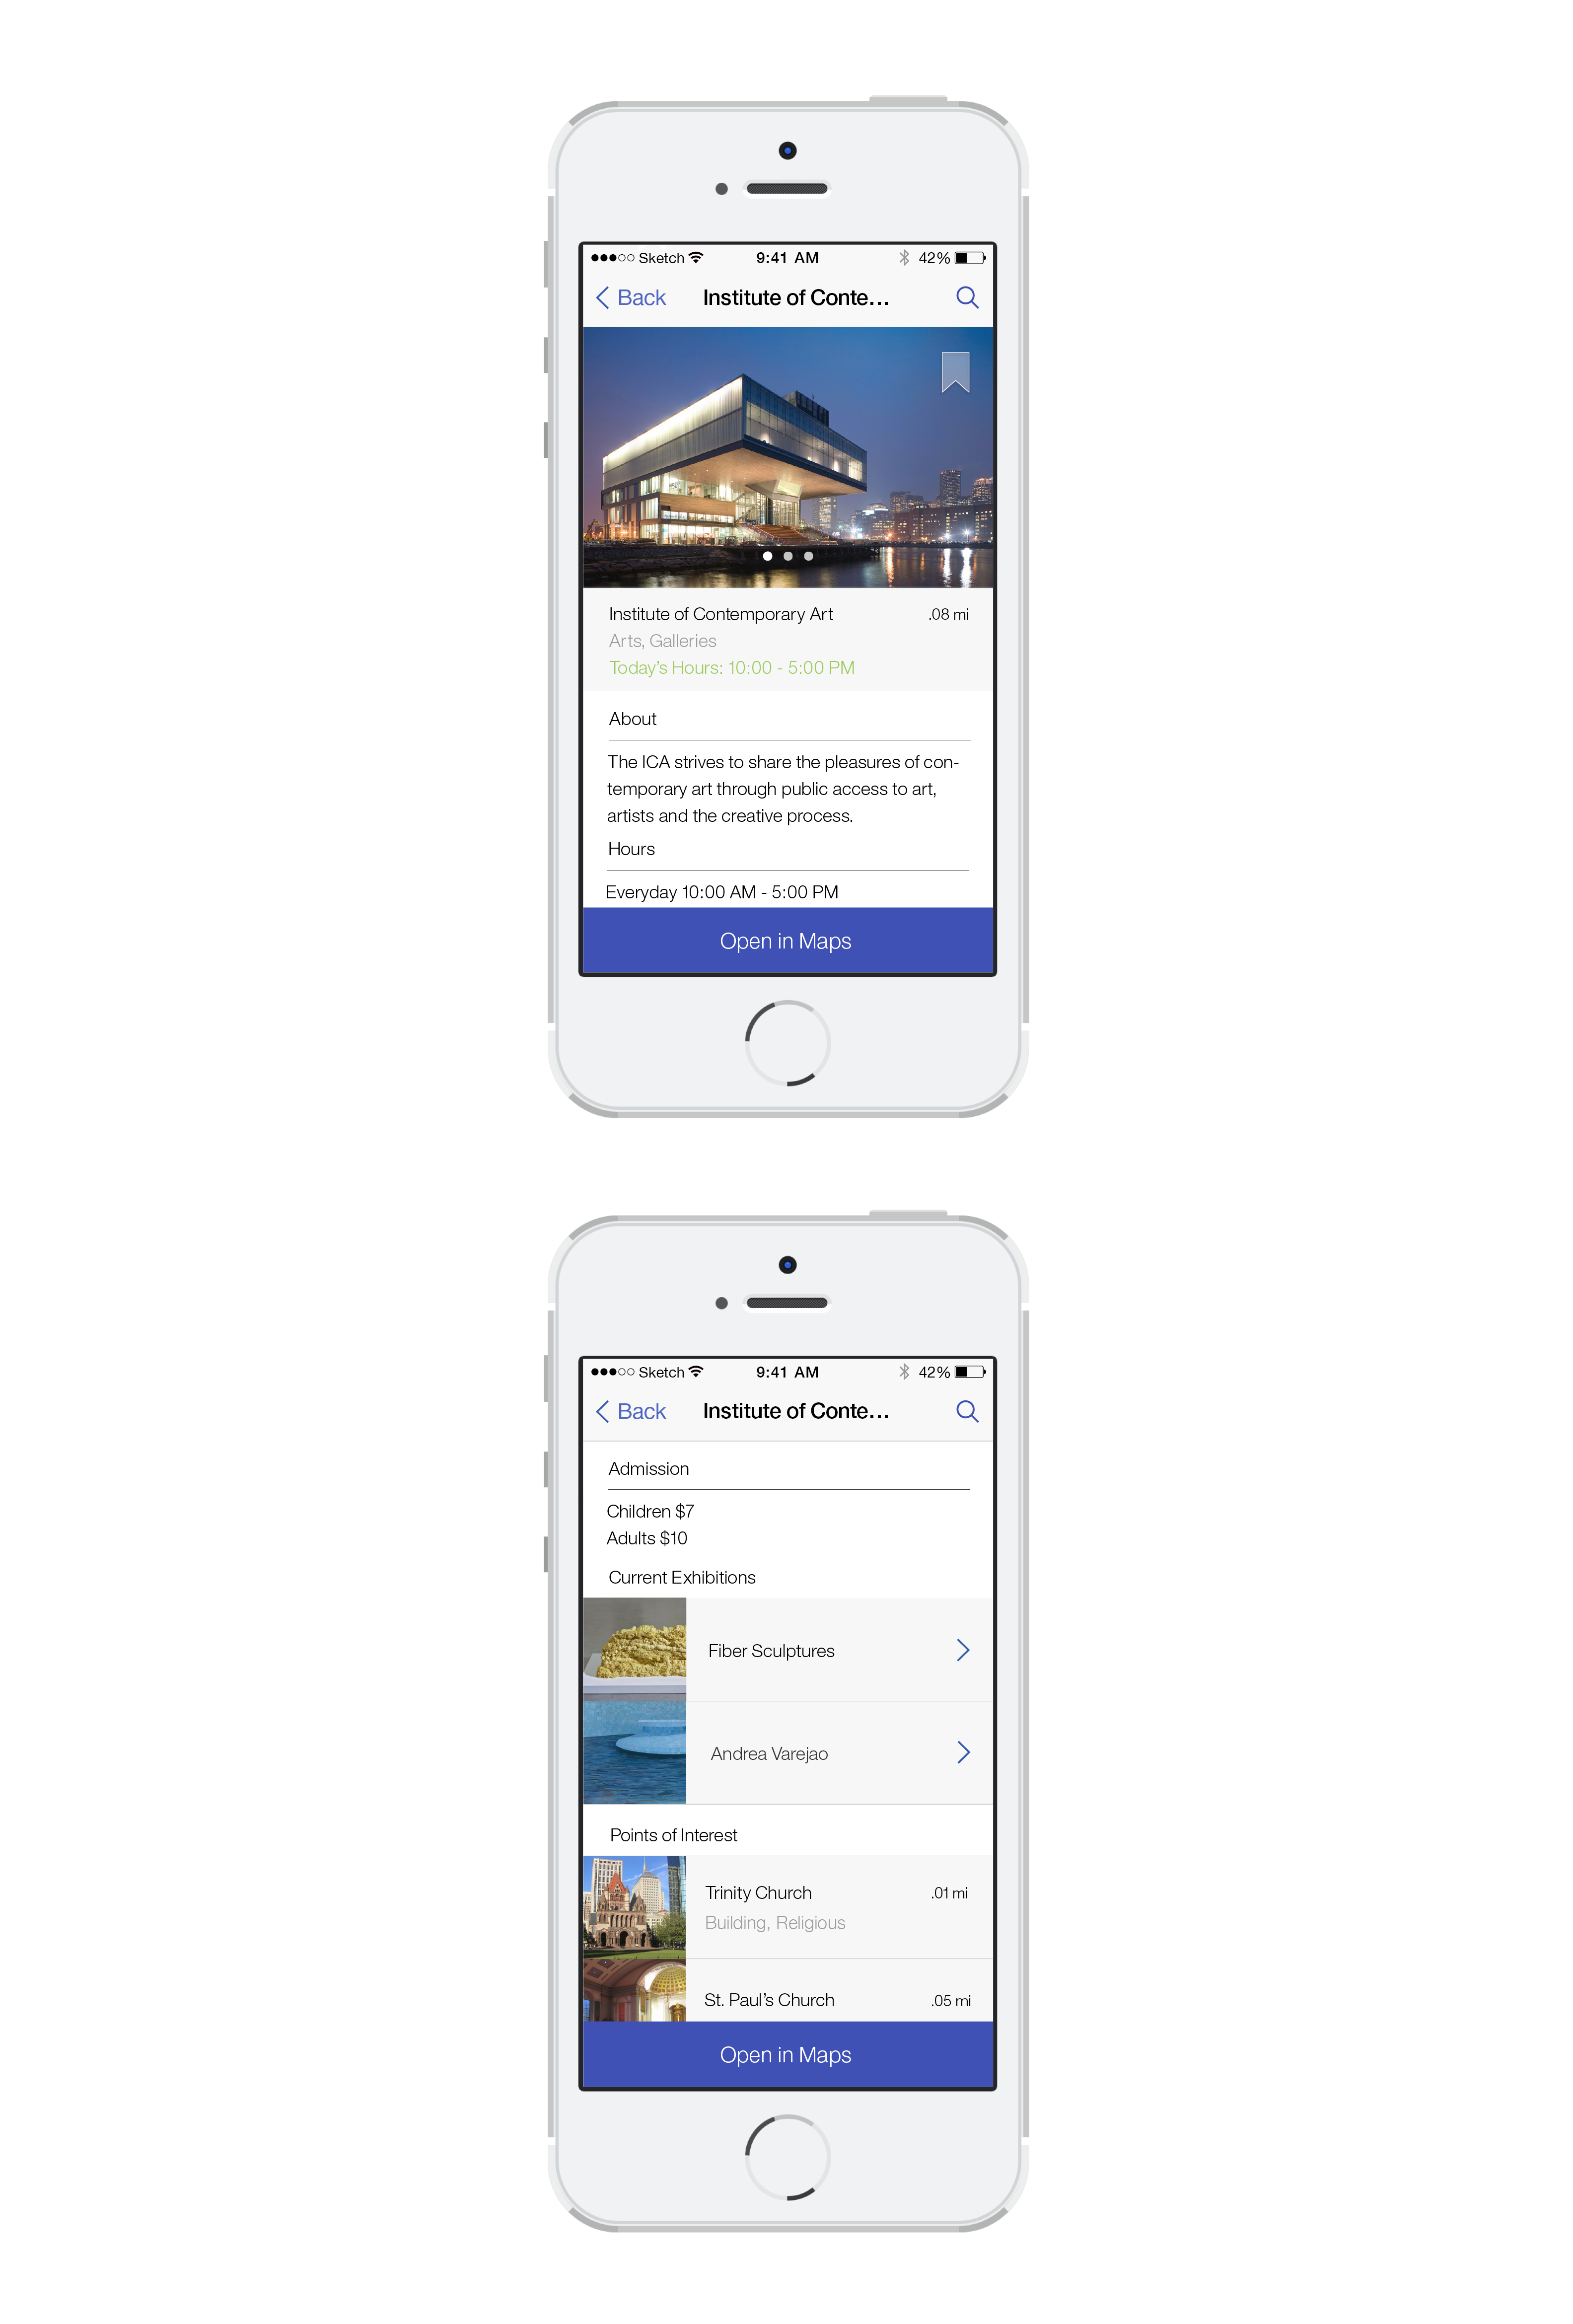 Sketch 9:41 AM 42%
Back Institute of Conte...
Institute of Contemporary Art .08 mi
Arts, Galleries
Today's Hours: 10:00 - 5:00 PM
About
The ICA strives to share the pleasures of con-
temporary art through public access to art,
artists and the creative process.
Hours
Everyday 10:00 AM - 5:00 PM
Open in Maps
Sketch 9:41 AM 42%
Back Institute of Conte...
Admission
Children $7
Adults $10
Current Exhibitions
Fiber Sculptures
Andrea Varejao
Points of Interest
Trinity Church .01 mi
Building, Religious
St. Paul's Church .05 mi
Open in Maps